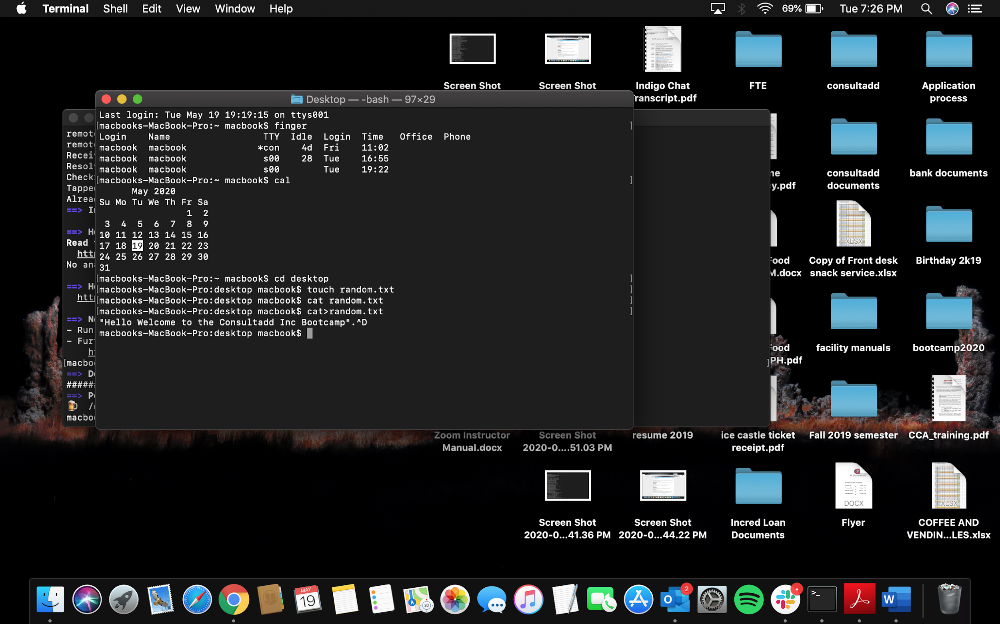 Terminal Shell Edit View Window Help 69% Tue 7:26 PM
Screen Shot
Screen Shot
Indigo Chat
ranscript.pdf
FTE
consultadd
Application
process
Desktop — -bash — 97×29
Last login: Tue May 19 19:19:15 on ttys001
[macbooks-MacBook-Pro:~ macbook$ finger ]
Login Name TTY Idle Login Time Office Phone
macbook macbook *con 4d Fri 11:02
macbook macbook s00 28 Tue 16:55
macbook macbook s00 Tue 19:22
[macbooks-MacBook-Pro:~ macbook$ cal ]
May 2020
Su Mo Tu We Th Fr Sa
1 2
3 4 5 6 7 8 9
10 11 12 13 14 15 16
17 18 19 20 21 22 23
24 25 26 27 28 29 30
31
[macbooks-MacBook-Pro:~ macbook$ cd desktop ]
[macbooks-MacBook-Pro:desktop macbook$ touch random.txt ]
[macbooks-MacBook-Pro:desktop macbook$ cat random.txt ]
[macbooks-MacBook-Pro:desktop macbook$ cat>random.txt ]
"Hello Welcome to the Consultadd Inc Bootcamp".^D
macbooks-MacBook-Pro:desktop macbook$
remot
remot
Recei
Resol
Check
Tappe
Alrea
==> I
==> H
Read
htt
No an
==> H
htt
==> N
- Run
- Fur
h
[macbo
==> D
#####
==> P
/
macbo
]
ne
cy.pdf
consultadd
documents
bank documents
Food
M.docx
XLSX
Copy of Front desk
snack service.xlsx
Birthday 2k19
Food
PH.pdf
facility manuals
bootcamp2020
Zoom Instructor
Manual.docx
Screen Shot
2020-0....51.03 PM
resume 2019
ice castle ticket
receipt.pdf
Fall 2019 semester
CCA_training.pdf
Screen Shot
2020-0...41.36 PM
Screen Shot
2020-0...44.22 PM
Incred Loan
Documents
DOCX
Flyer
XLSX
COFFEE AND
VENDIN...LES.xlsx
MAY
19
3D
O
2
>_
W